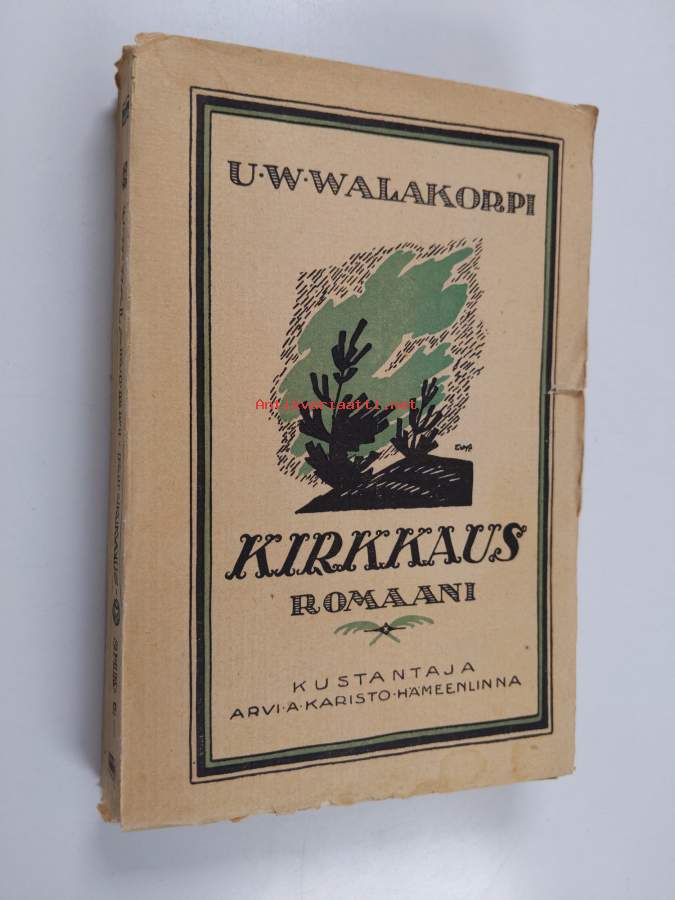 U·W·WALAKORPI
Antikvariaatti.net
KIRKKAUS
ROMAANI
KUSTANTAJA
ARVI·A·KARISTO·HÄMEENLINNA